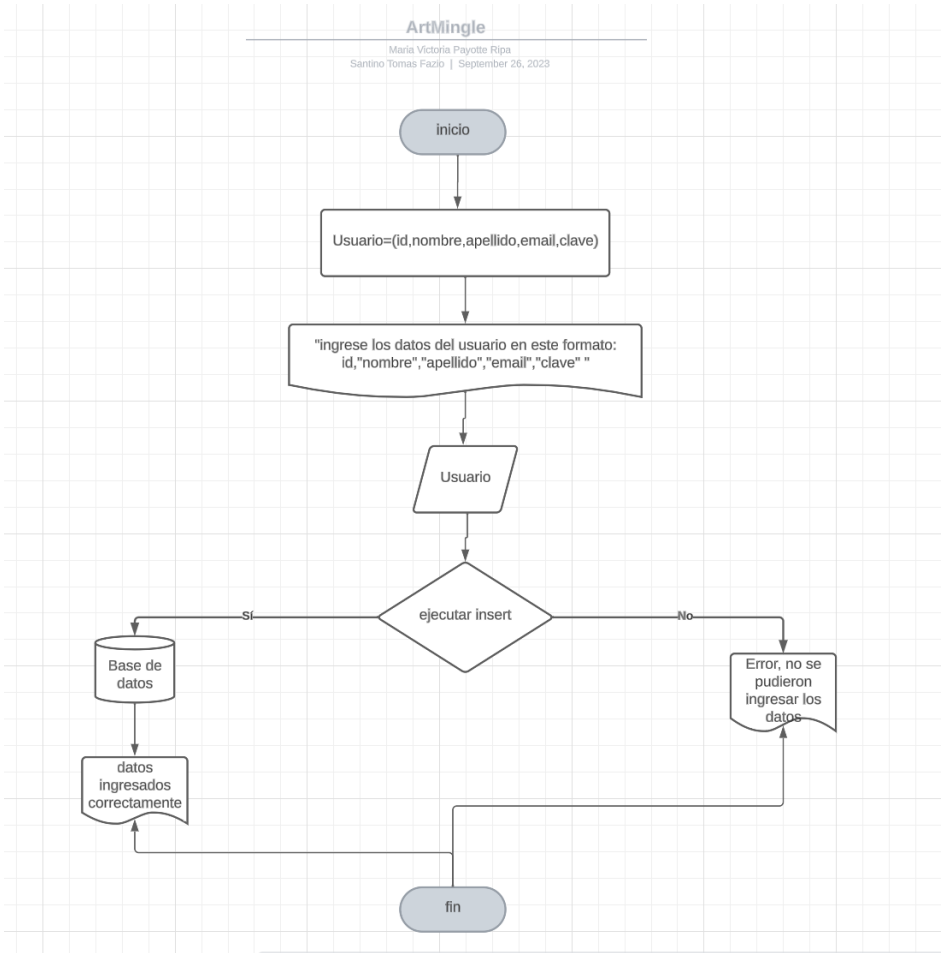 ArtMingle
Maria Victoria Payotte Ripa
Santino Tomas Fazio | September 26, 2023
inicio
Usuario=(id,nombre,apellido,email,clave)
"ingrese los datos del usuario en este formato:
id,"nombre","apellido","email","clave" "
Usuario
ejecutar insert
Sí
No
Base de
datos
Error, no se
pudieron
ingresar los
datos
datos
ingresados
correctamente
fin